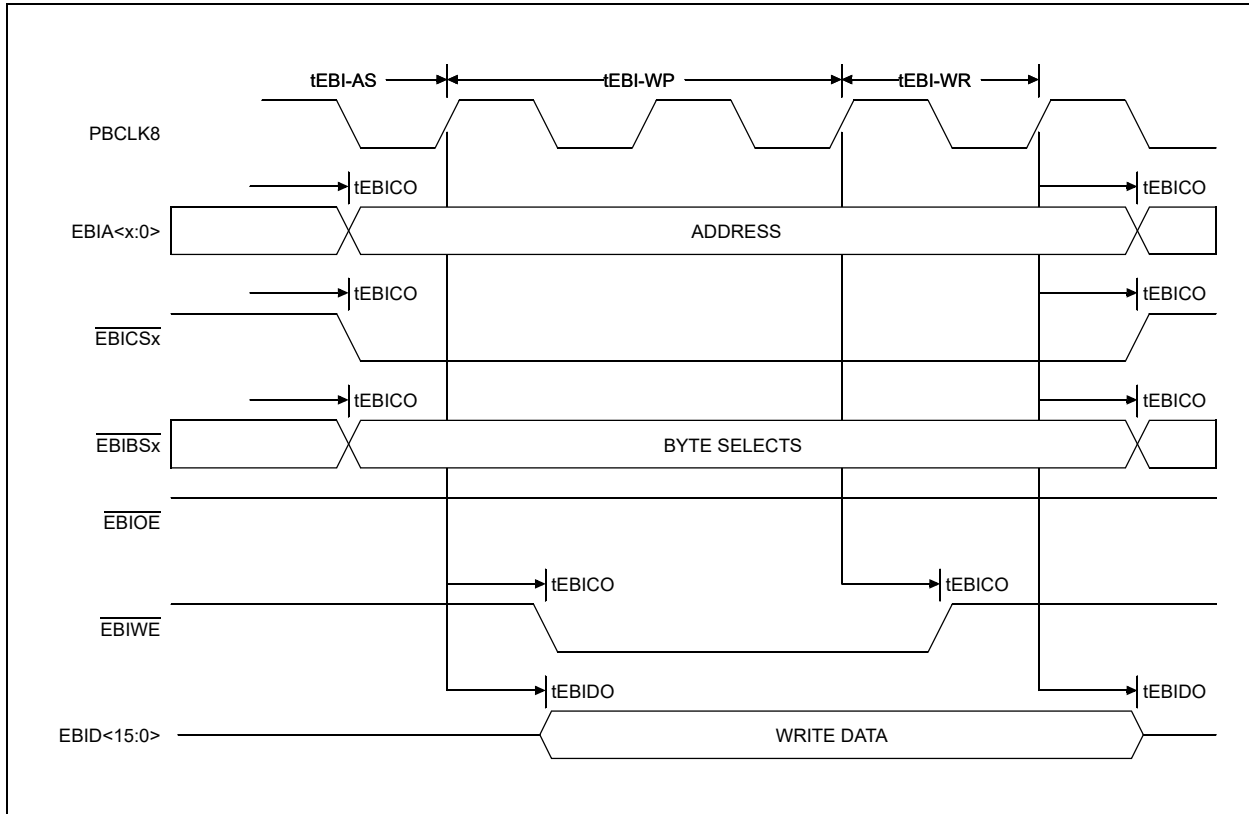 tEBI-AS tEBI-WP tEBI-WR
PBCLK8
tEBICO tEBICO
EBIA<x:0> ADDRESS
tEBICO tEBICO
EBICSx
tEBICO tEBICO
EBIBSx BYTE SELECTS
EBIOE
tEBICO tEBICO
EBIWE
tEBIDO tEBIDO
EBID<15:0> WRITE DATA